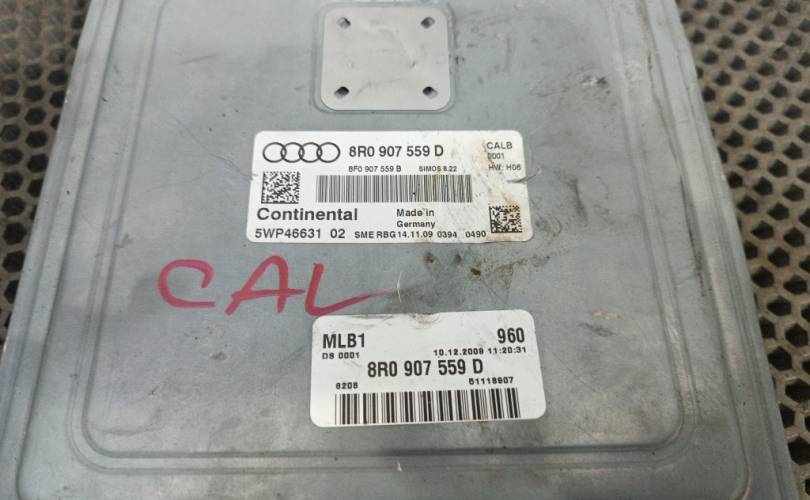 8R0 907 559 D
8F0 907 559 B SIMOS 8.22
CALB
0001
HW: H06
Continental
Made in
Germany
5WP46631 02 SME RBG 14.11.09 0394 0490
CAL
MLB1 960
DS 0001 10.12.2009 11:20:31
8R0 907 559 D
6208 51118907